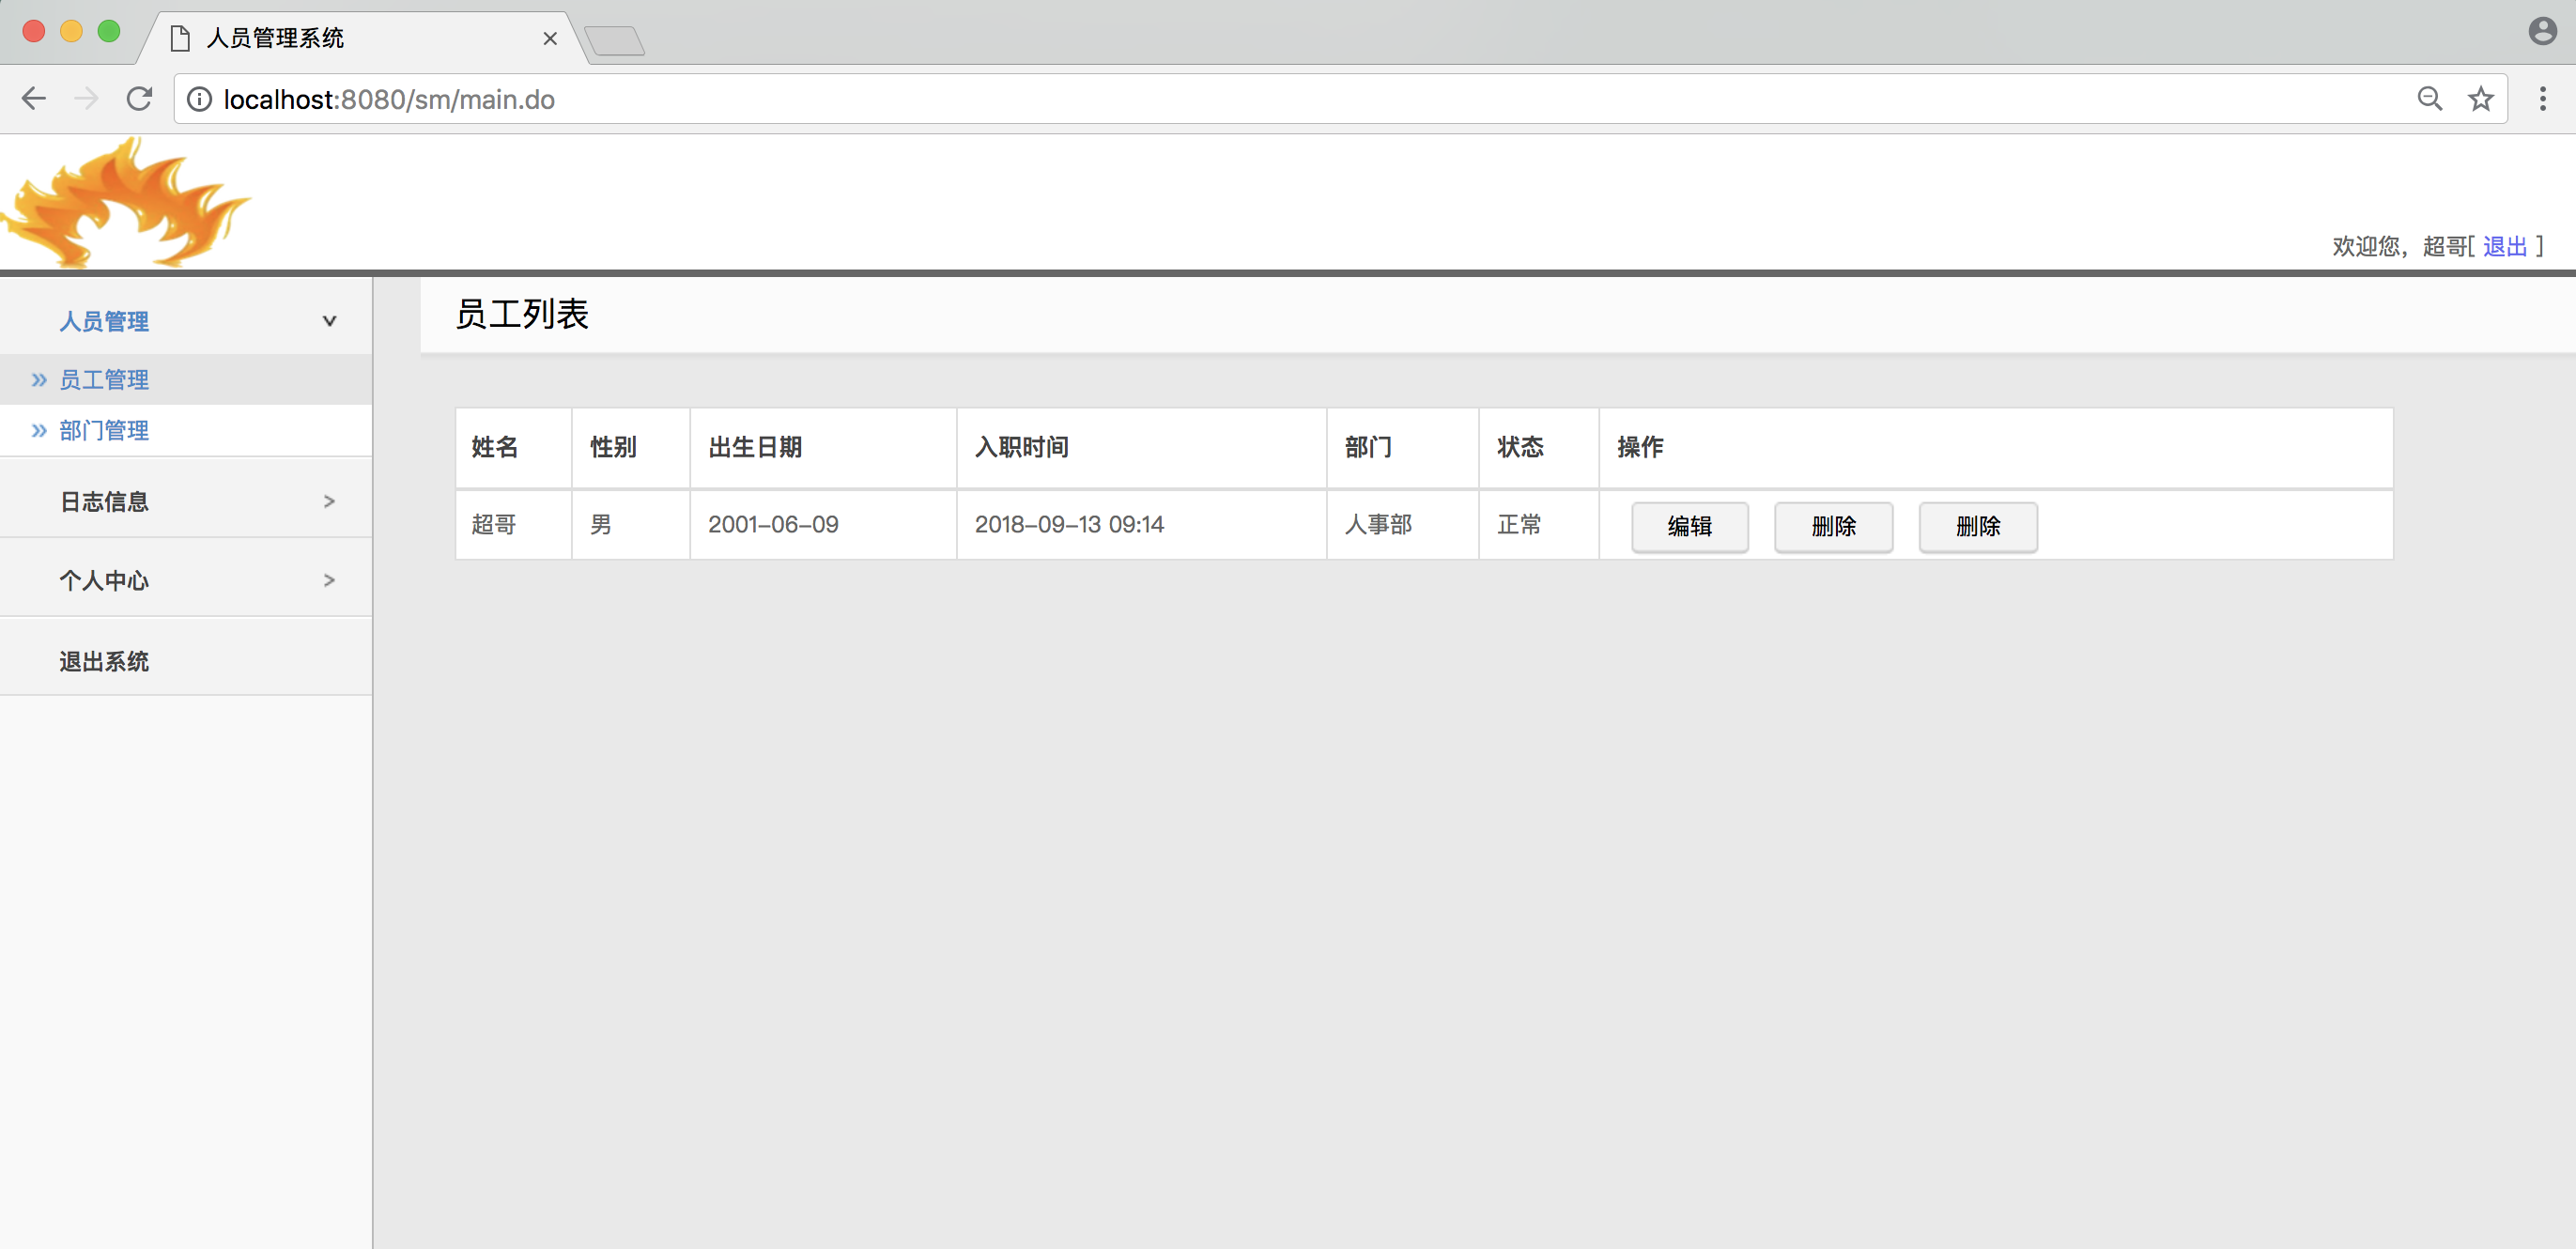 人员管理系统
localhost:8080/sm/main.do
欢迎您，超哥[ 退出 ]
人员管理
员工管理
部门管理
日志信息
个人中心
退出系统
员工列表
姓名 性别 出生日期 入职时间 部门 状态 操作
超哥 男 2001-06-09 2018-09-13 09:14 人事部 正常 编辑 删除 删除